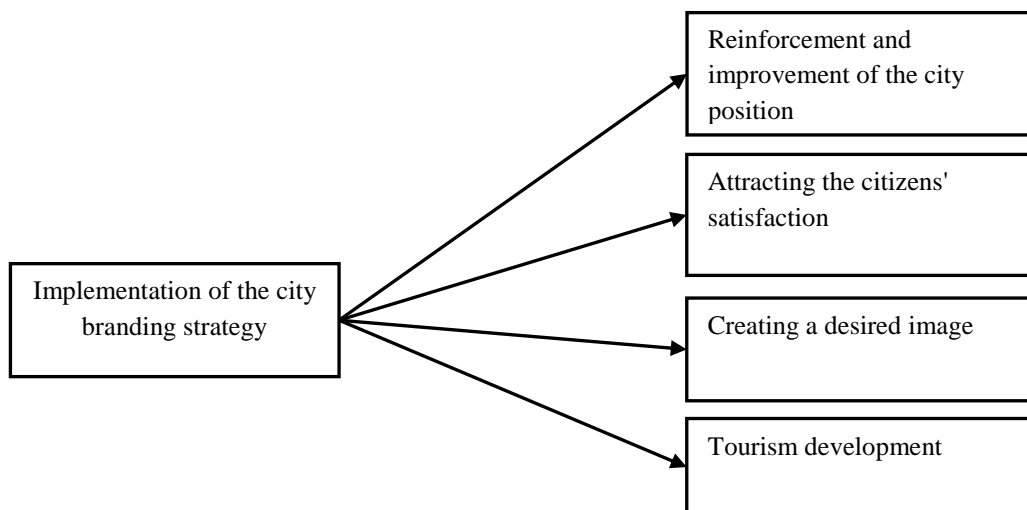 Reinforcement and
improvement of the city
position
Attracting the citizens'
satisfaction
Implementation of the city
branding strategy
Creating a desired image
Tourism development